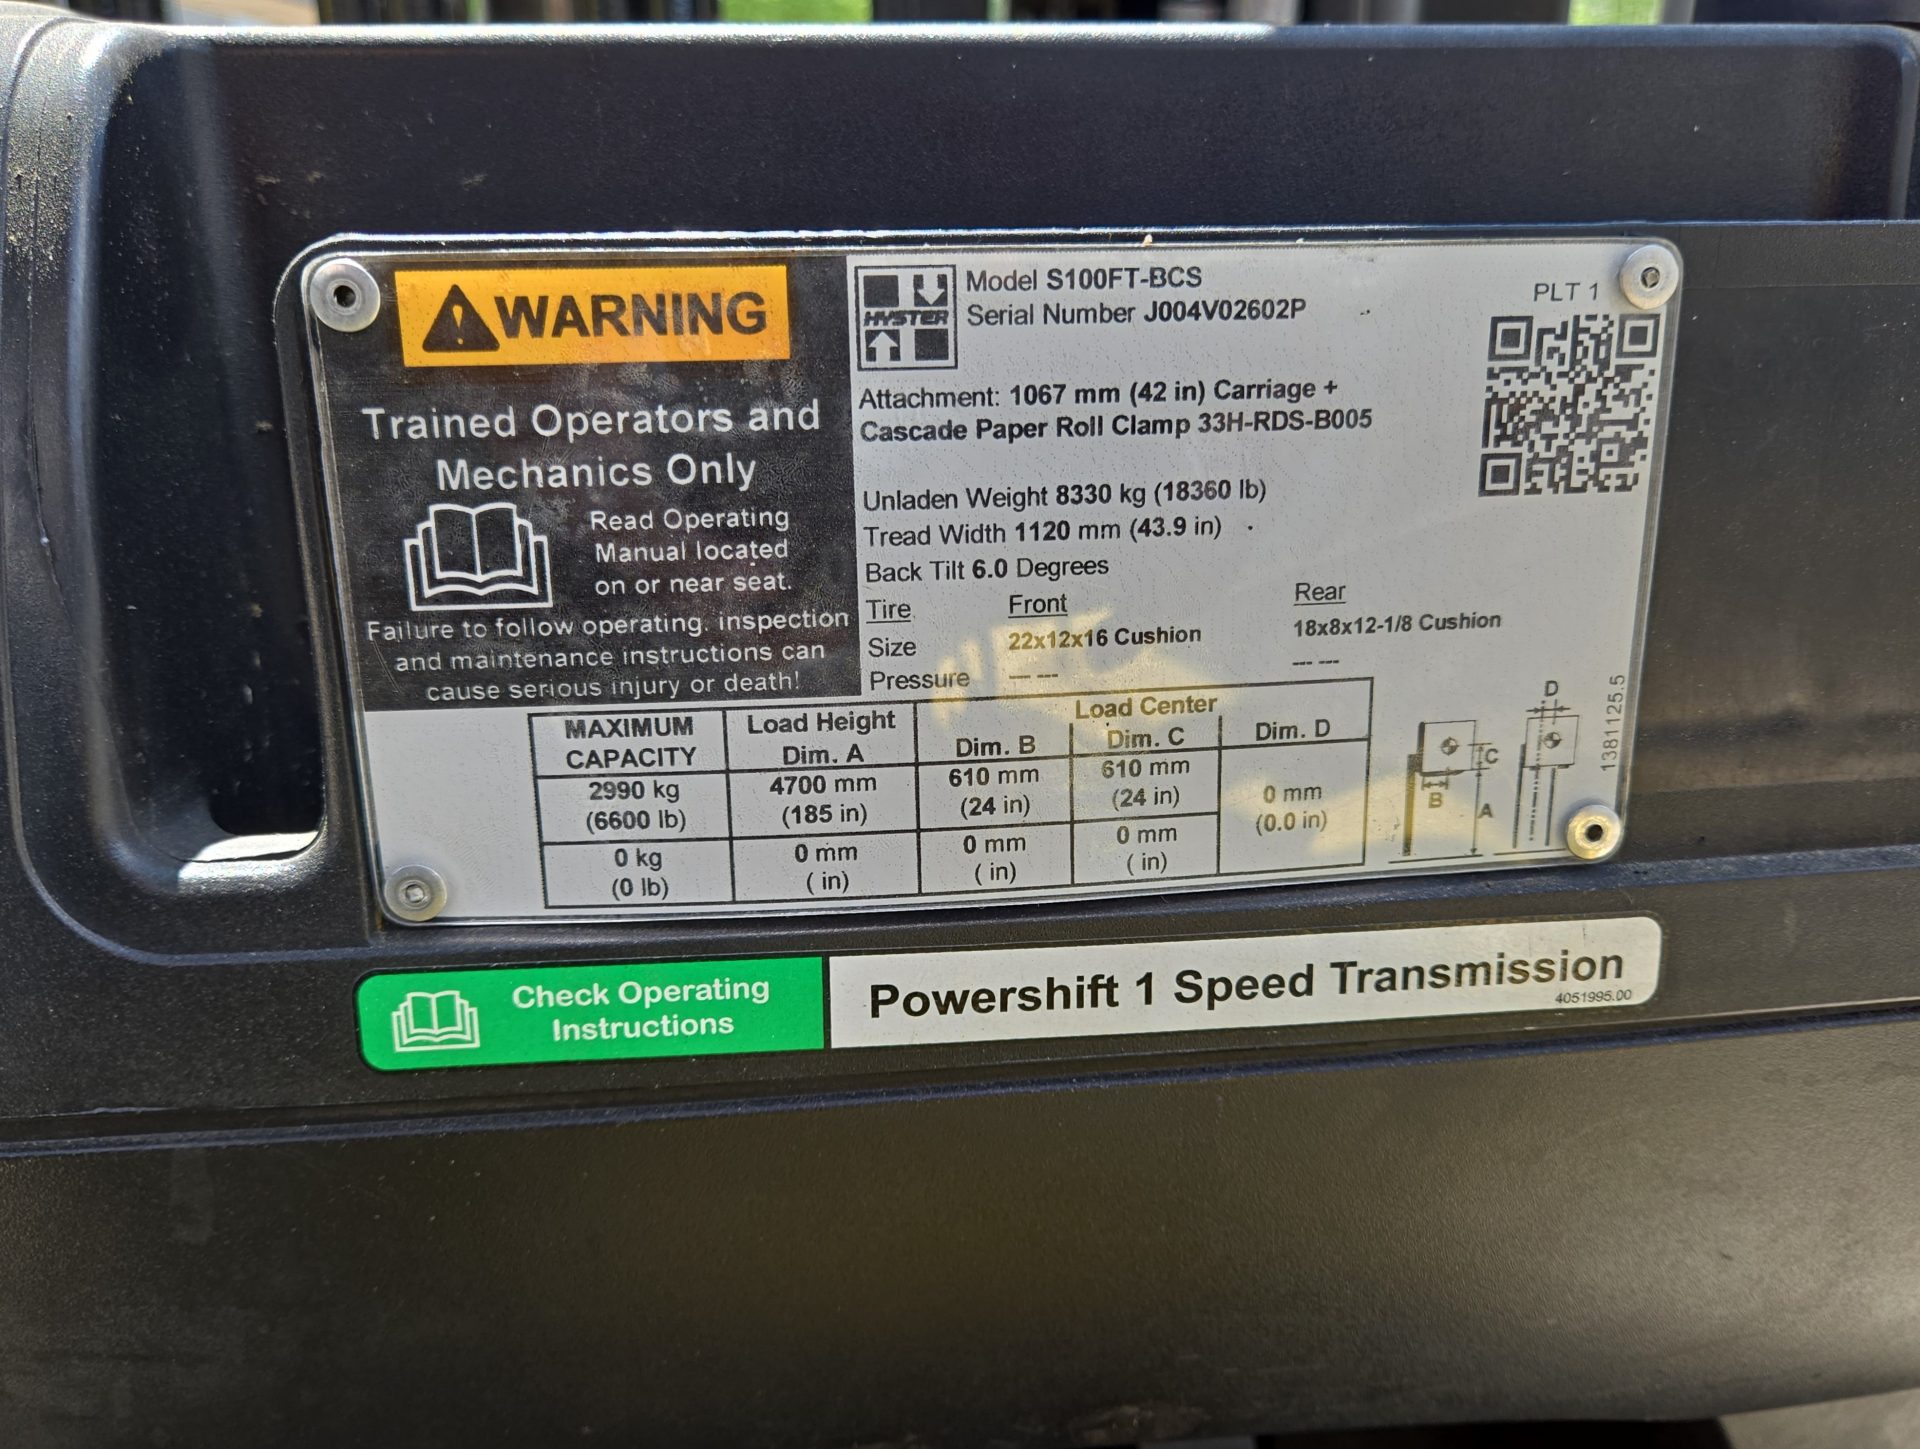 WARNING
Trained Operators and
Mechanics Only
Read Operating
Manual located
on or near seat.
Failure to follow operating, inspection
and maintenance instructions can
cause serious injury or death!
HYSTER
Model S100FT-BCS
Serial Number J004V02602P
PLT 1
Attachment: 1067 mm (42 in) Carriage +
Cascade Paper Roll Clamp 33H-RDS-B005
Unladen Weight 8330 kg (18360 lb)
Tread Width 1120 mm (43.9 in)
Back Tilt 6.0 Degrees
Tire Front Rear
Size 22x12x16 Cushion 18x8x12-1/8 Cushion
Pressure --- --- --- ---
MAXIMUM
CAPACITY
Load Height
Dim. A
Load Center
Dim. B Dim. C Dim. D
2990 kg
(6600 lb)
4700 mm
(185 in)
610 mm
(24 in)
610 mm
(24 in)
0 mm
(0.0 in)
0 kg
(0 lb)
0 mm
( in)
0 mm
( in)
0 mm
( in)
D
C
B
A
1381125.5
Check Operating
Instructions
Powershift 1 Speed Transmission
4051995.00